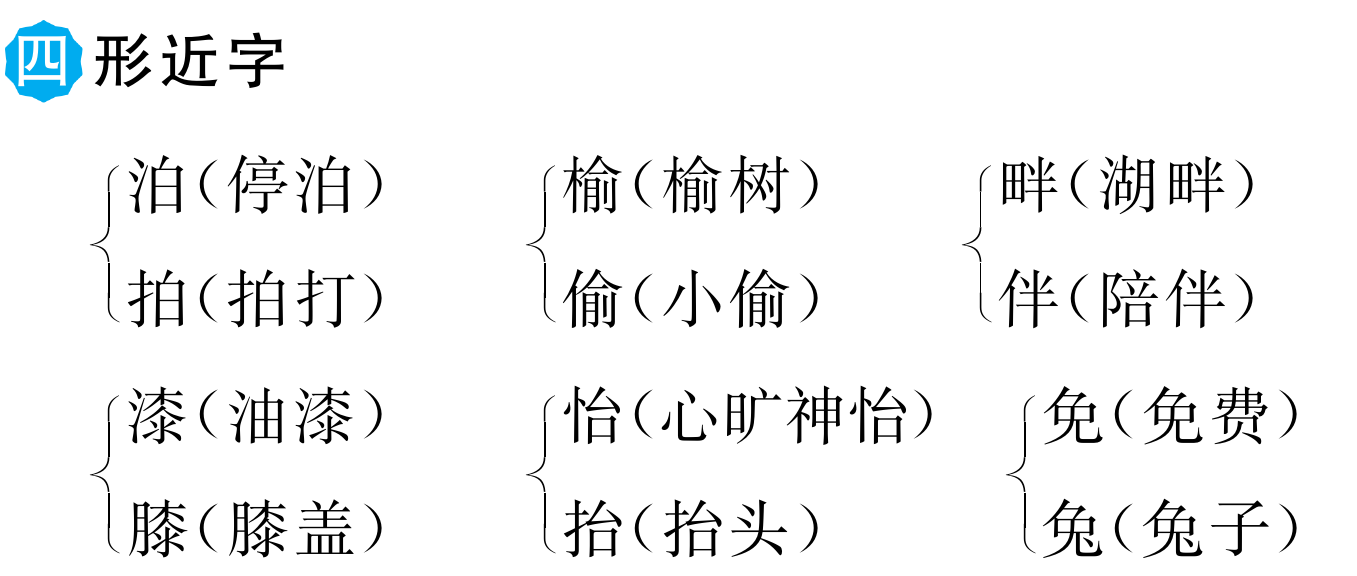 四 形近字
泊(停泊) 榆(榆树) 畔(湖畔)
拍(拍打) 偷(小偷) 伴(陪伴)
漆(油漆) 怡(心旷神怡) 免(免费)
膝(膝盖) 抬(抬头) 兔(兔子)